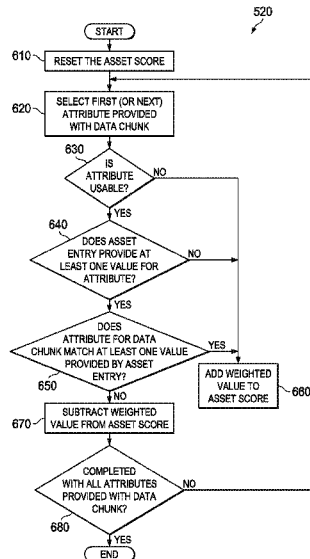 520
START
610
RESET THE ASSET SCORE
620
SELECT FIRST (OR NEXT)
ATTRIBUTE PROVIDED
WITH DATA CHUNK
630
IS
ATTRIBUTE
USABLE?
NO
YES
640
DOES ASSET
ENTRY PROVIDE AT
LEAST ONE VALUE FOR
ATTRIBUTE?
NO
YES
DOES
ATTRIBUTE FOR DATA
CHUNK MATCH AT LEAST ONE VALUE
PROVIDED BY ASSET
ENTRY?
YES
650
NO
ADD WEIGHTED
VALUE TO
ASSET SCORE
660
670
SUBTRACT WEIGHTED
VALUE FROM ASSET SCORE
COMPLETED
WITH ALL ATTRIBUTES
PROVIDED WITH DATA
CHUNK?
NO
680
YES
END